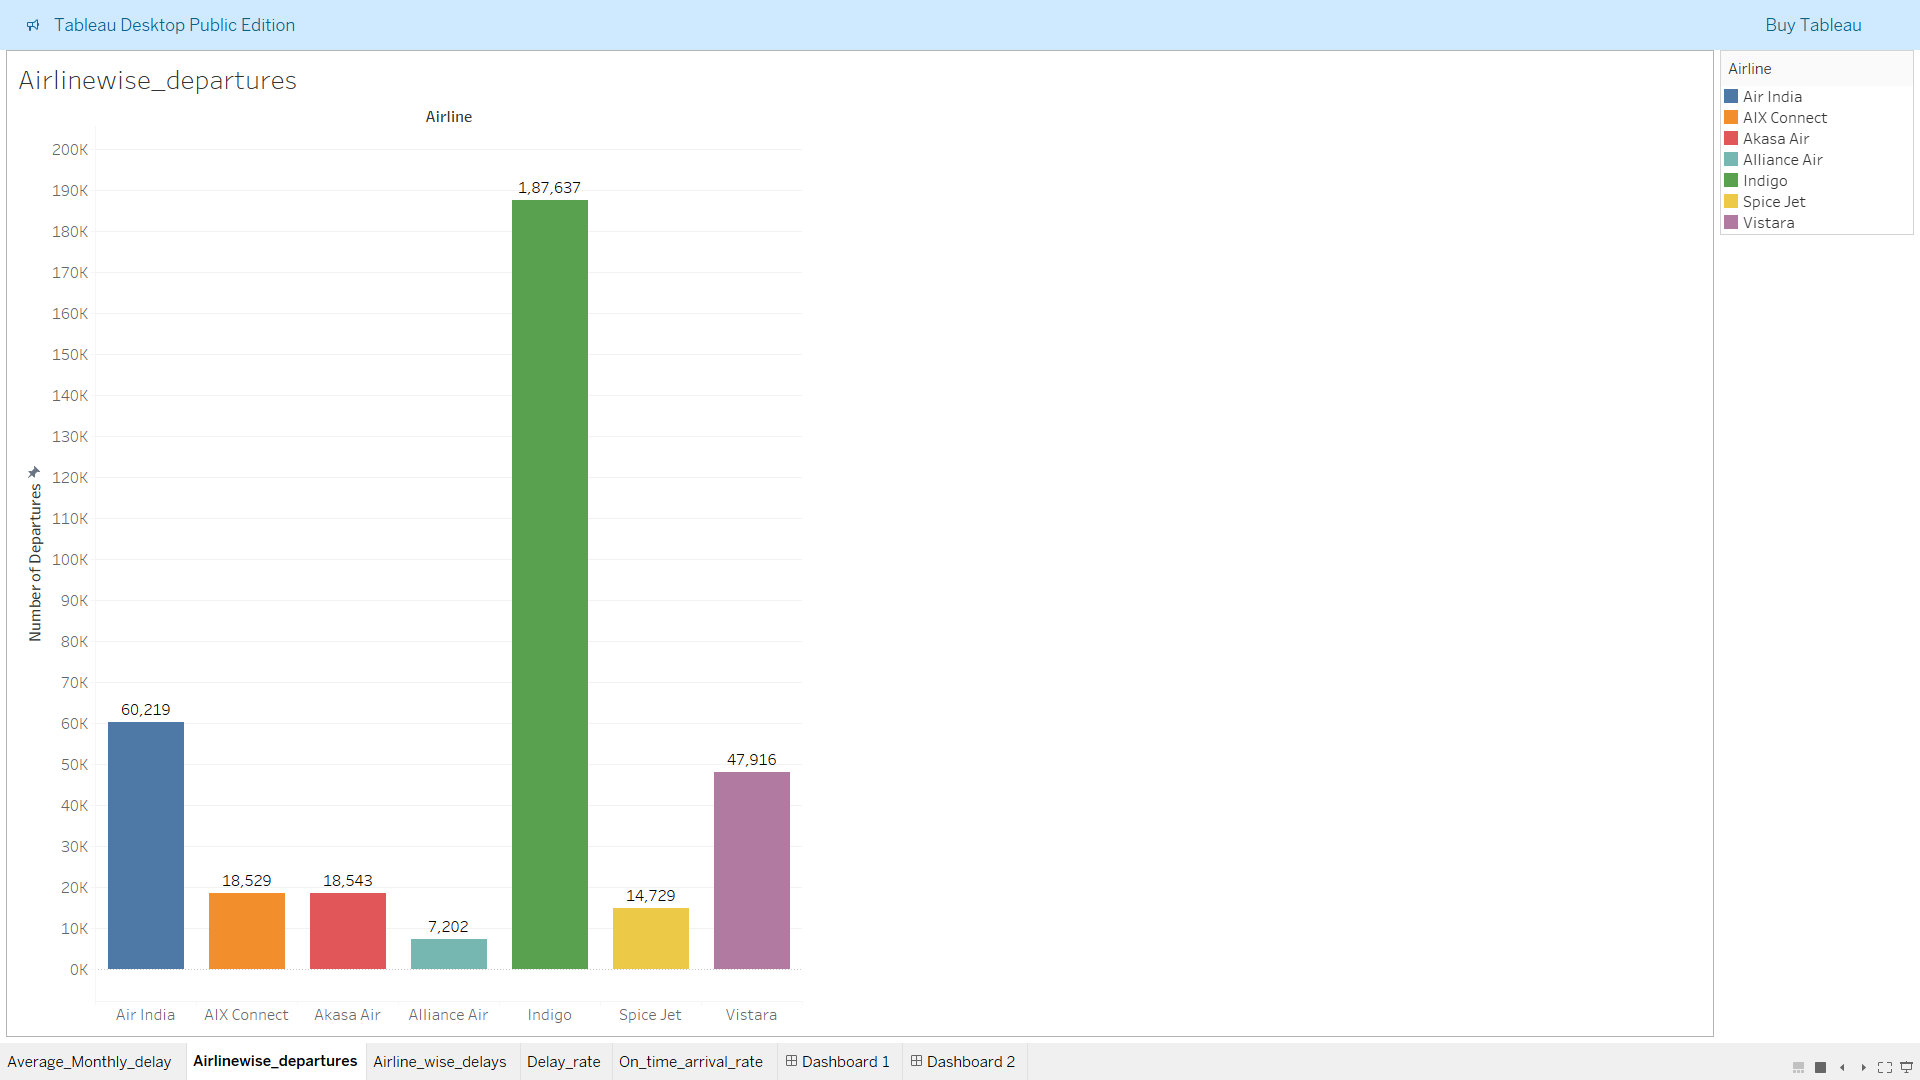 Tableau Desktop Public Edition
Buy Tableau
Airlinewise_departures
Airline
200K
190K
180K
170K
160K
150K
140K
130K
120K
110K
100K
90K
80K
70K
60K
50K
40K
30K
20K
10K
0K
Number of Departures
60,219
18,529
18,543
7,202
1,87,637
14,729
47,916
Air India
AIX Connect
Akasa Air
Alliance Air
Indigo
Spice Jet
Vistara
Airline
Air India
AIX Connect
Akasa Air
Alliance Air
Indigo
Spice Jet
Vistara
Average_Monthly_delay
Airlinewise_departures
Airline_wise_delays
Delay_rate
On_time_arrival_rate
Dashboard 1
Dashboard 2